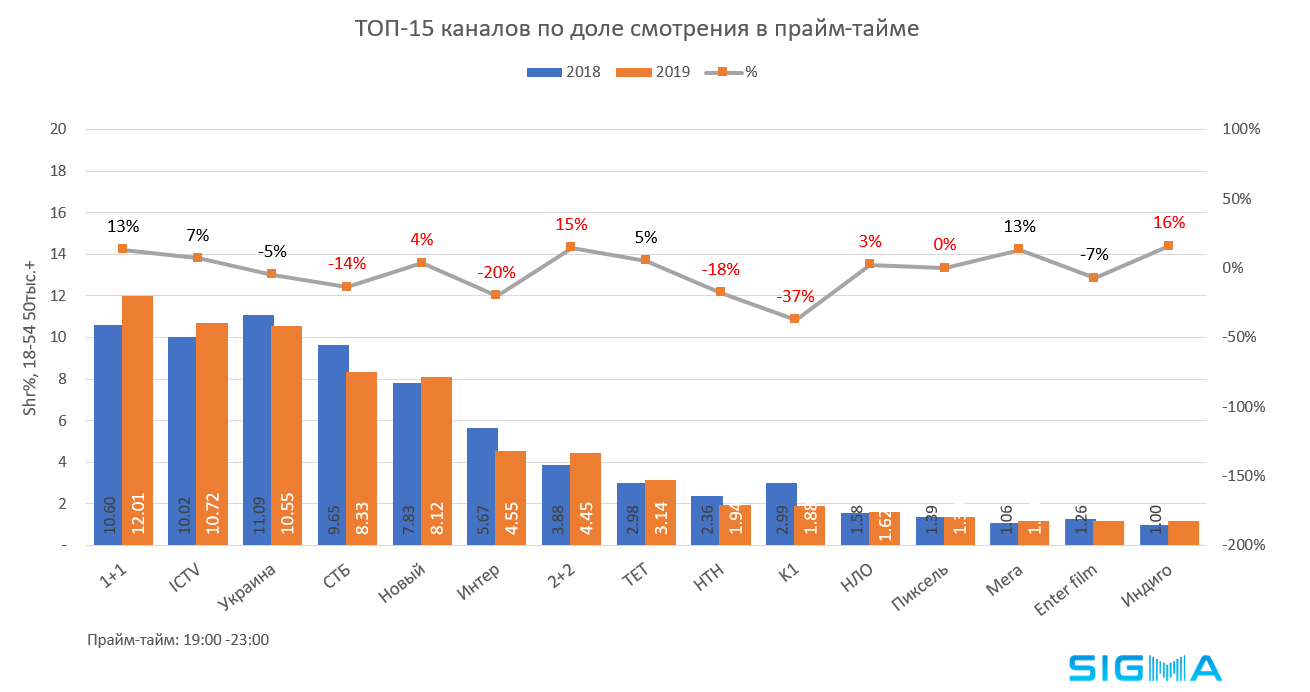 ТОП-15 каналов по доле смотрения в прайм-тайме
2018 2019 %
Shr%, 18-54 50тыс.+
20
18
16
14
12
10
8
6
4
2
-
100%
50%
0%
-50%
-100%
-150%
-200%
13% 7% -5% -14% 4% -20% 15% 5% -18% -37% 3% 0% 13% -7% 16%
10.60 12.01 10.02 10.72 11.09 10.55 9.65 8.33 7.83 8.12 5.67 4.55 3.88 4.45 2.98 3.14 2.36 1.94 2.99 1.88 1.58 1.62 1.39 1.06 1.26 1.00
1+1 ICTV Украина СТБ Новый Интер 2+2 ТЕТ НТН К1 НЛО Пиксель Мега Enter film Индиго
Прайм-тайм: 19:00 -23:00
SIGMA